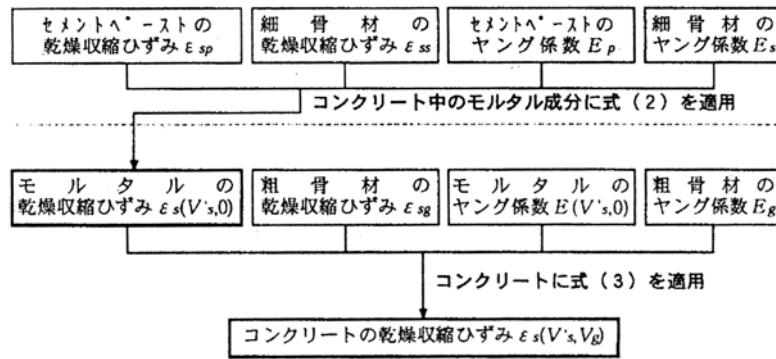 セメントペーストの
乾燥収縮ひずみ εsp
細骨材の
乾燥収縮ひずみ εss
セメントペーストの
ヤング係数 Ep
細骨材の
ヤング係数 Es
コンクリート中のモルタル成分に式(2)を適用
モルタルの
乾燥収縮ひずみ εs(V's,0)
粗骨材の
乾燥収縮ひずみ εsg
モルタルの
ヤング係数 E(V's,0)
粗骨材の
ヤング係数 Eg
コンクリートに式(3)を適用
コンクリートの乾燥収縮ひずみ εs(V's,Vg)